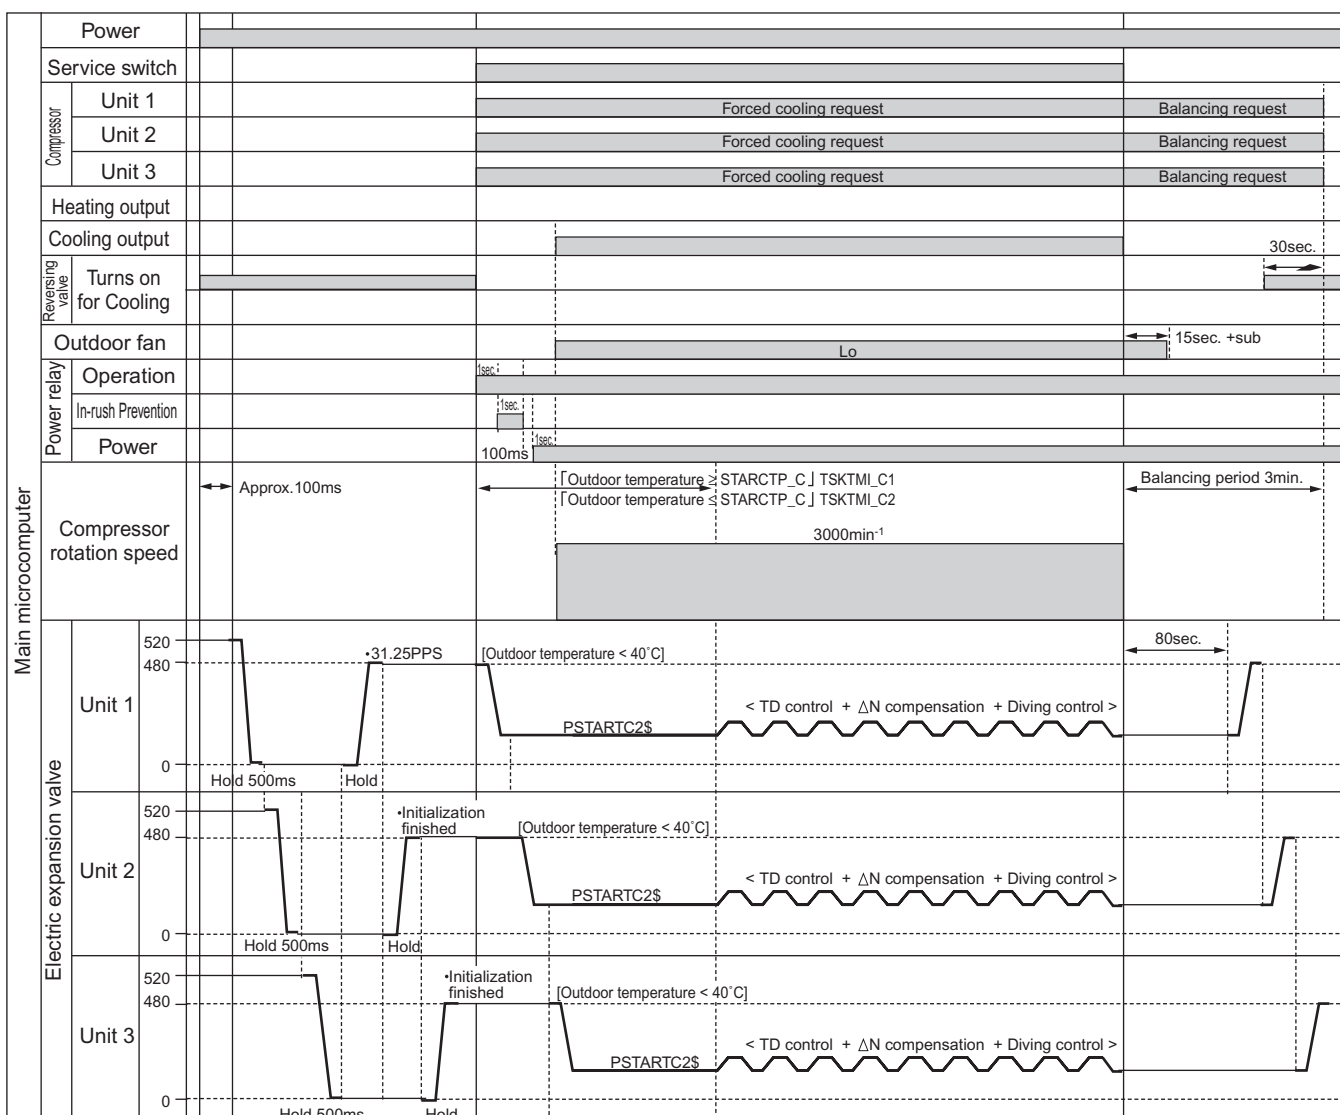 Main microcomputer
Power
Service switch
Compressor
Unit 1
Forced cooling request
Balancing request
Unit 2
Forced cooling request
Balancing request
Unit 3
Forced cooling request
Balancing request
Heating output
Cooling output
30sec.
Reversing
valve
Turns on
for Cooling
Outdoor fan
15sec. +sub
Lo
Power relay
Operation
1sec.
In-rush Prevention
1sec.
Power
100ms
1sec.
Compressor
rotation speed
Approx.100ms
「Outdoor temperature ≥ STARCTP_C」 TSKTMI_C1
「Outdoor temperature ≤ STARCTP_C」 TSKTMI_C2
Balancing period 3min.
3000min-1
Electric expansion valve
Unit 1
520
480
0
•31.25PPS
[Outdoor temperature < 40˚C]
80sec.
< TD control + ΔN compensation + Diving control >
PSTARTC2$
Hold 500ms
Hold
Unit 2
520
480
0
•Initialization
finished
[Outdoor temperature < 40˚C]
< TD control + ΔN compensation + Diving control >
PSTARTC2$
Hold 500ms
Hold
Unit 3
520
480
0
•Initialization
finished
[Outdoor temperature < 40˚C]
< TD control + ΔN compensation + Diving control >
PSTARTC2$
Hold 500ms
Hold